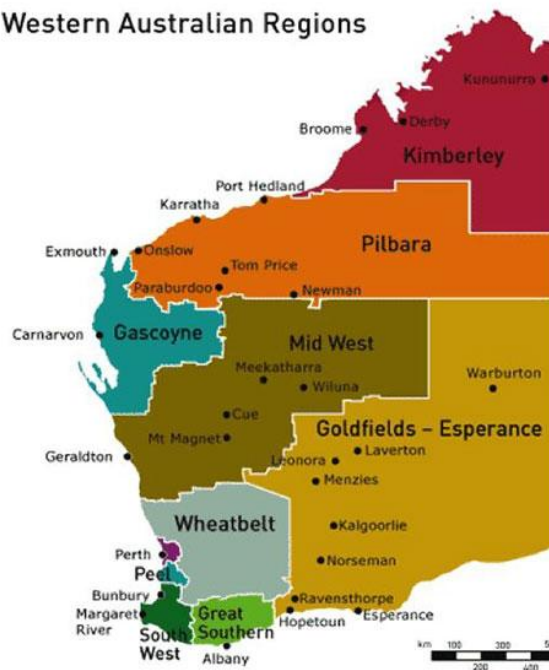 Western Australian Regions
Kununurra
Derby
Broome
Kimberley
Port Hedland
Karratha
Pilbara
Exmouth
Onslow
Tom Price
Paraburdoo
Newman
Carnarvon
Gascoyne
Mid West
Meekatharra
Wiluna
Warburton
Cue
Mt Magnet
Goldfields – Esperance
Geraldton
Laverton
Leonora
Menzies
Wheatbelt
Kalgoorlie
Perth
Norseman
Peel
Bunbury
Ravensthorpe
Margaret
River
Great
Southern
Hopetoun
Esperance
South
West
Albany
km 100 300
200 400